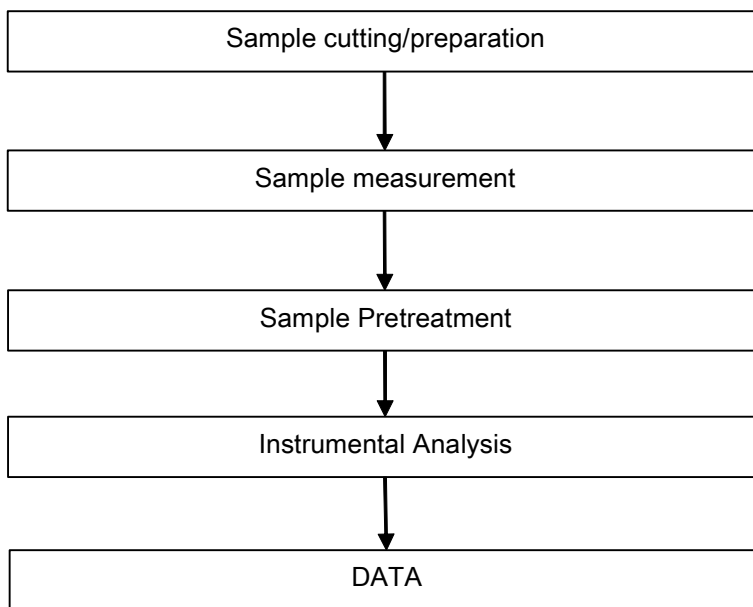 Sample cutting/preparation
Sample measurement
Sample Pretreatment
Instrumental Analysis
DATA